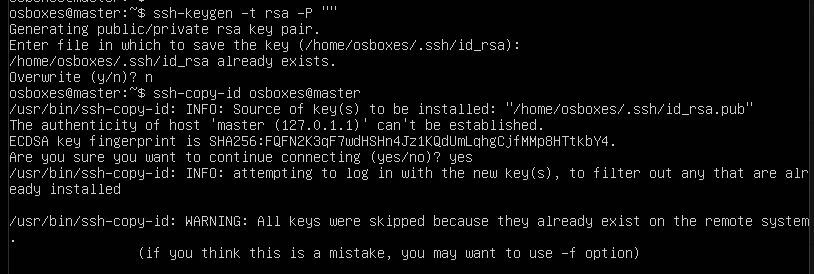 osboxes@master:~$ ssh-keygen -t rsa -P ""
Generating public/private rsa key pair.
Enter file in which to save the key (/home/osboxes/.ssh/id_rsa):
/home/osboxes/.ssh/id_rsa already exists.
Overwrite (y/n)? n
osboxes@master:~$ ssh-copy-id osboxes@master
/usr/bin/ssh-copy-id: INFO: Source of key(s) to be installed: "/home/osboxes/.ssh/id_rsa.pub"
The authenticity of host 'master (127.0.1.1)' can't be established.
ECDSA key fingerprint is SHA256:FQFN2K3qF7wdHSHn4Jz1KQdUmLqhgCjfMMp8HTtkbY4.
Are you sure you want to continue connecting (yes/no)? yes
/usr/bin/ssh-copy-id: INFO: attempting to log in with the new key(s), to filter out any that are alr
eady installed
/usr/bin/ssh-copy-id: WARNING: All keys were skipped because they already exist on the remote system
.
(if you think this is a mistake, you may want to use -f option)